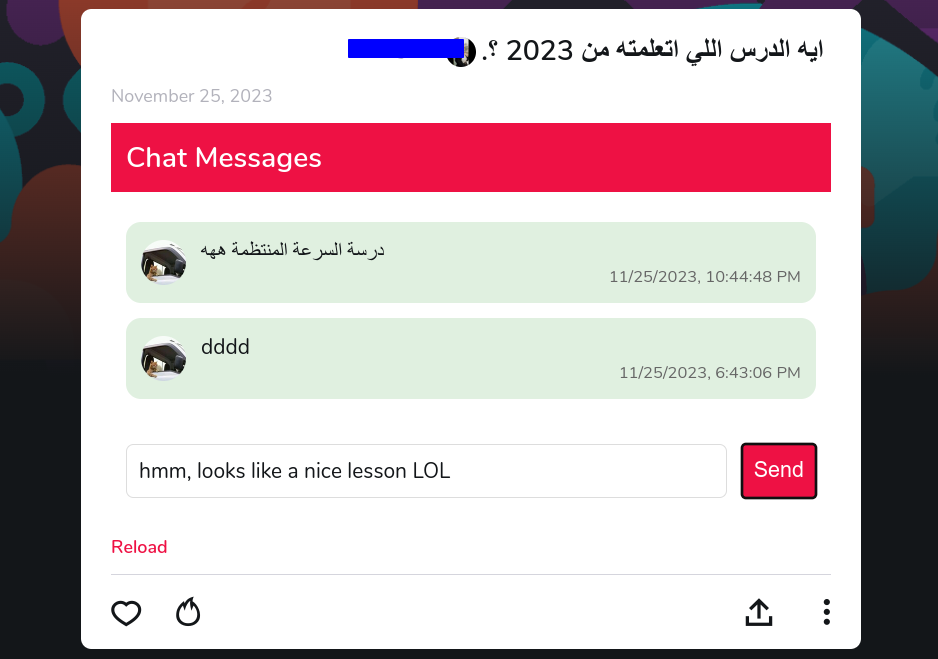 ايه الدرس اللي اتعلمته من 2023 ؟.
November 25, 2023
Chat Messages
درسة السرعة المنتظمة ههه
11/25/2023, 10:44:48 PM
dddd
11/25/2023, 6:43:06 PM
hmm, looks like a nice lesson LOL
Send
Reload